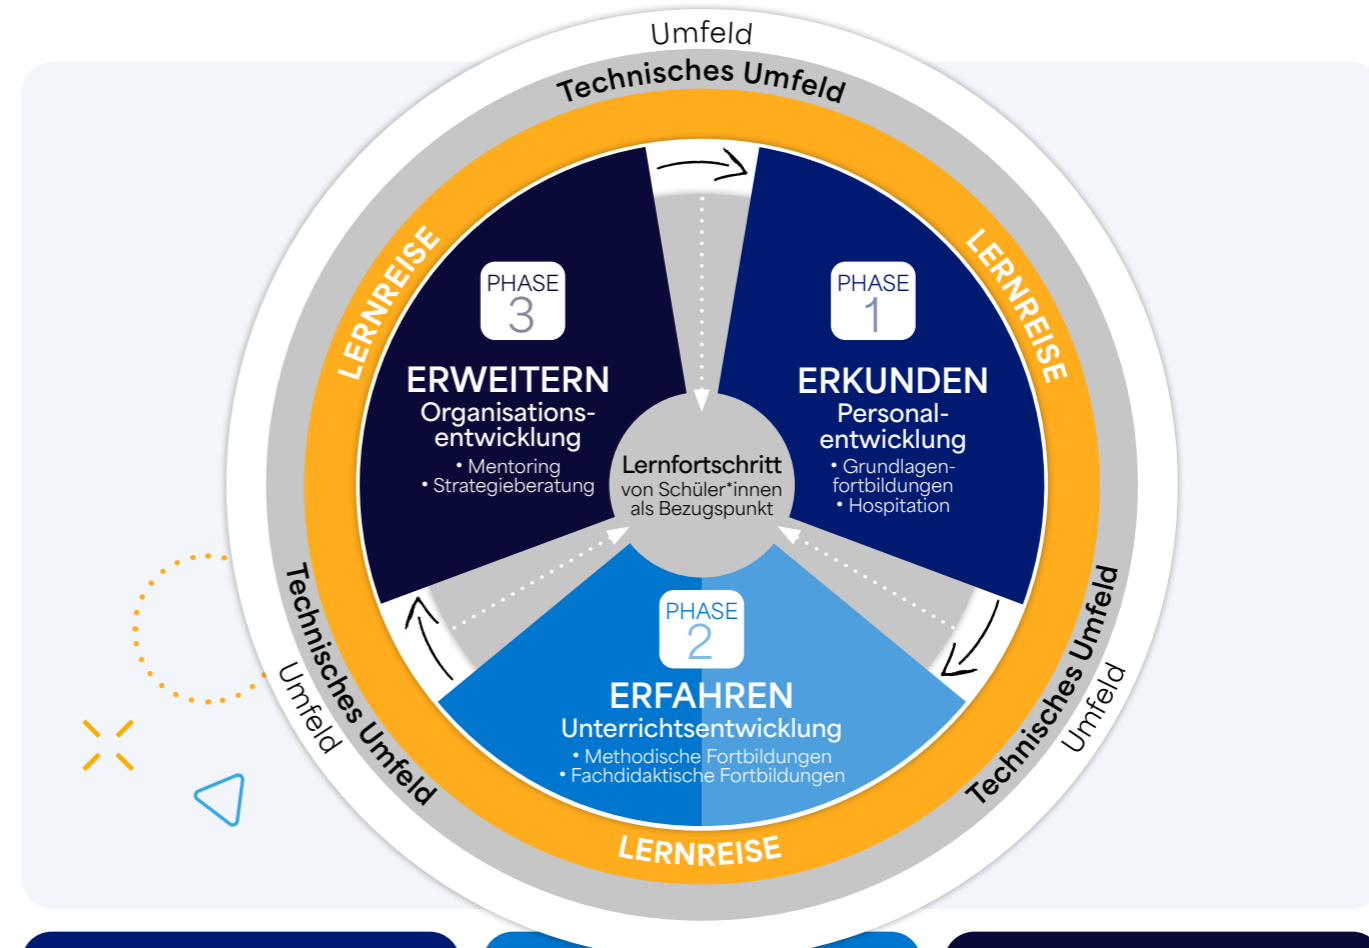 Umfeld
Technisches Umfeld
LERNREISE
LERNREISE
PHASE
3
ERWEITERN
Organisations-
entwicklung
• Mentoring
• Strategieberatung
PHASE
1
ERKUNDEN
Personal-
entwicklung
• Grundlagen-
fortbildungen
• Hospitation
Lernfortschritt
von Schüler*innen
als Bezugspunkt
PHASE
2
ERFAHREN
Unterrichtsentwicklung
• Methodische Fortbildungen
• Fachdidaktische Fortbildungen
LERNREISE
Technisches Umfeld
Umfeld
Technisches Umfeld
Umfeld